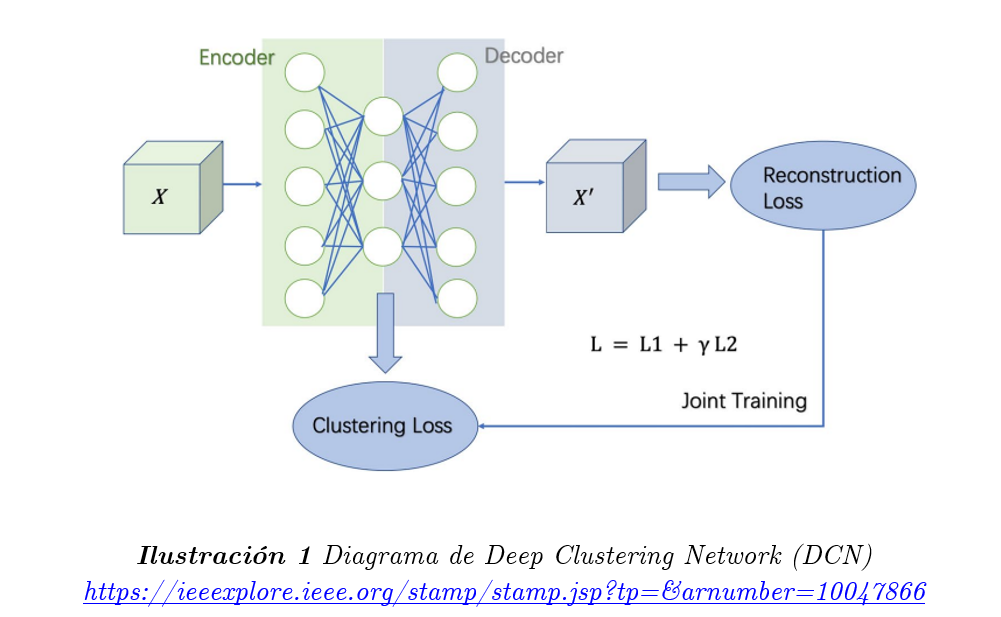 Encoder
Decoder
X
X′
Reconstruction
Loss
L = L1 + γ L2
Joint Training
Clustering Loss
Ilustración 1 Diagrama de Deep Clustering Network (DCN)
https://ieeexplore.ieee.org/stamp/stamp.jsp?tp=&arnumber=10047866